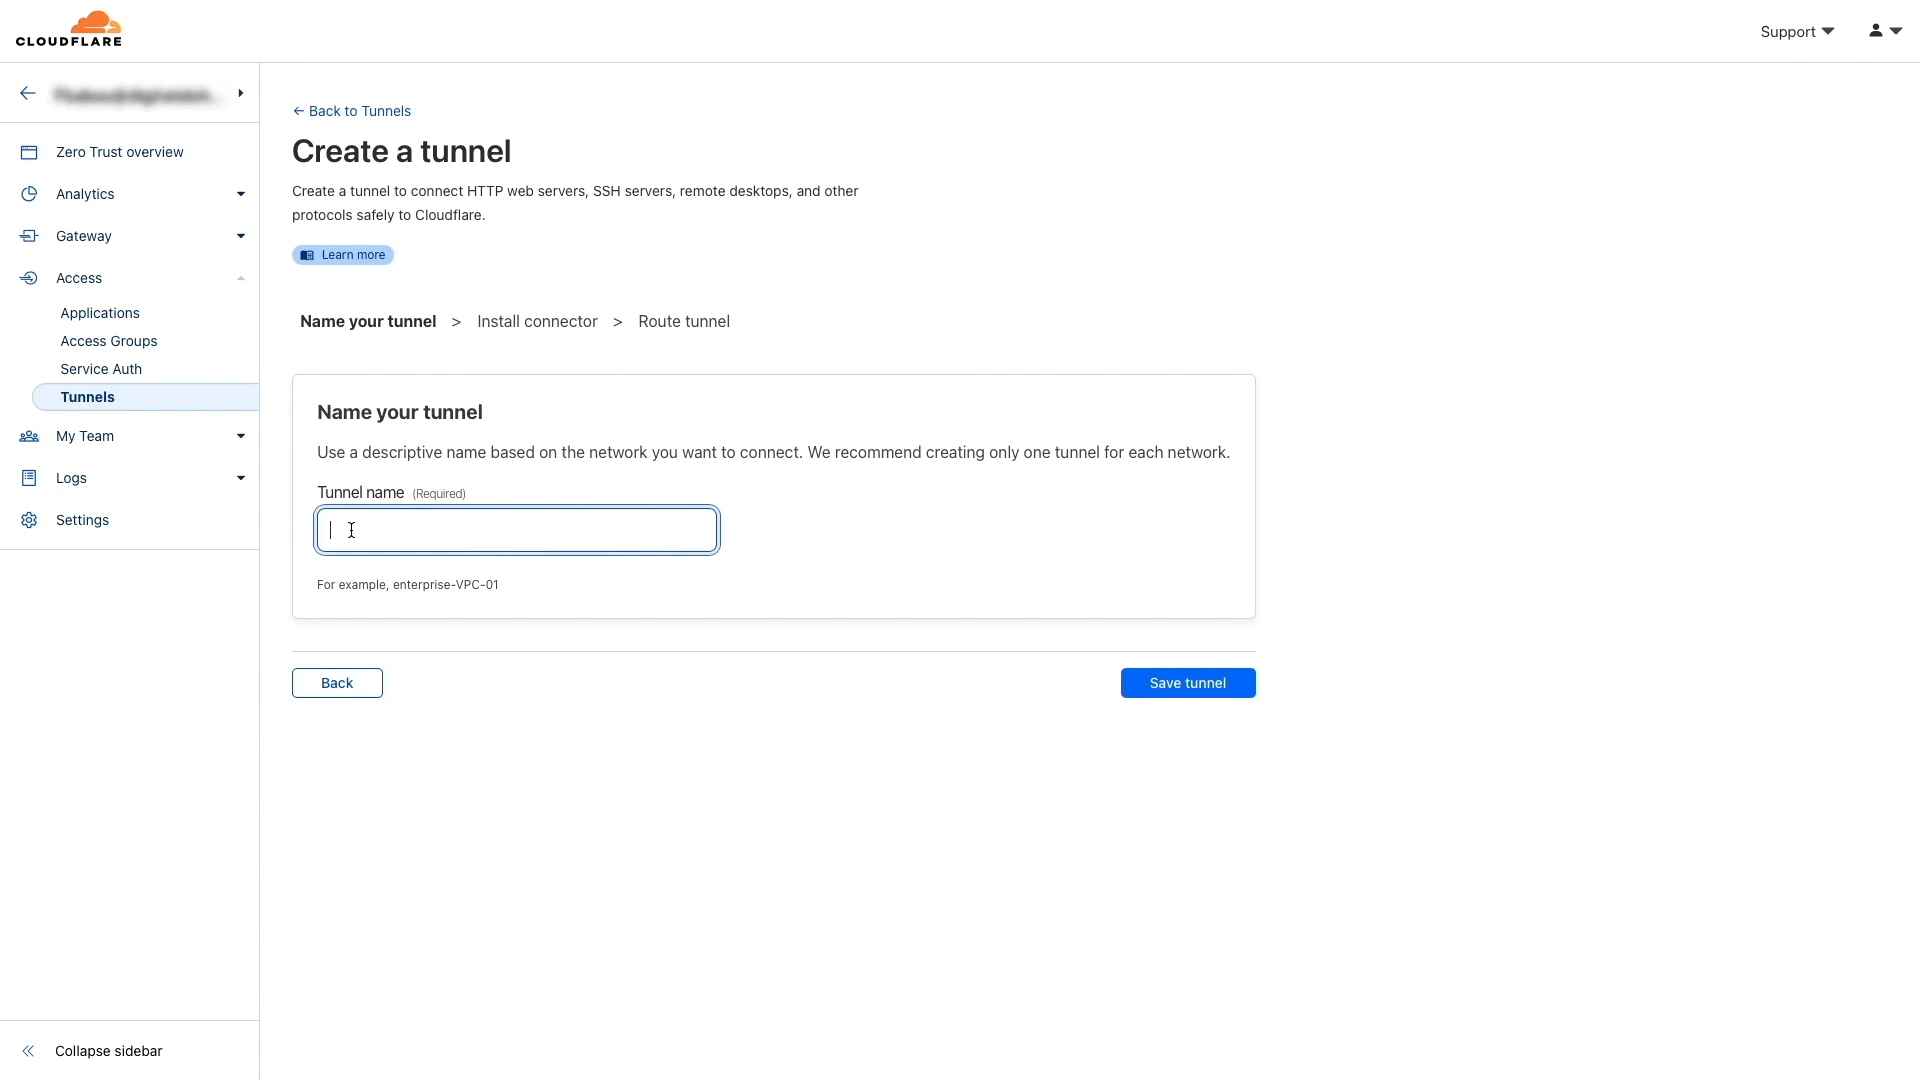 CLOUDFLARE
Support
Zero Trust overview
Analytics
Gateway
Access
Applications
Access Groups
Service Auth
Tunnels
My Team
Logs
Settings
Collapse sidebar
← Back to Tunnels
Create a tunnel
Create a tunnel to connect HTTP web servers, SSH servers, remote desktops, and other
protocols safely to Cloudflare.
Learn more
Name your tunnel > Install connector > Route tunnel
Name your tunnel
Use a descriptive name based on the network you want to connect. We recommend creating only one tunnel for each network.
Tunnel name (Required)
For example, enterprise-VPC-01
Back
Save tunnel